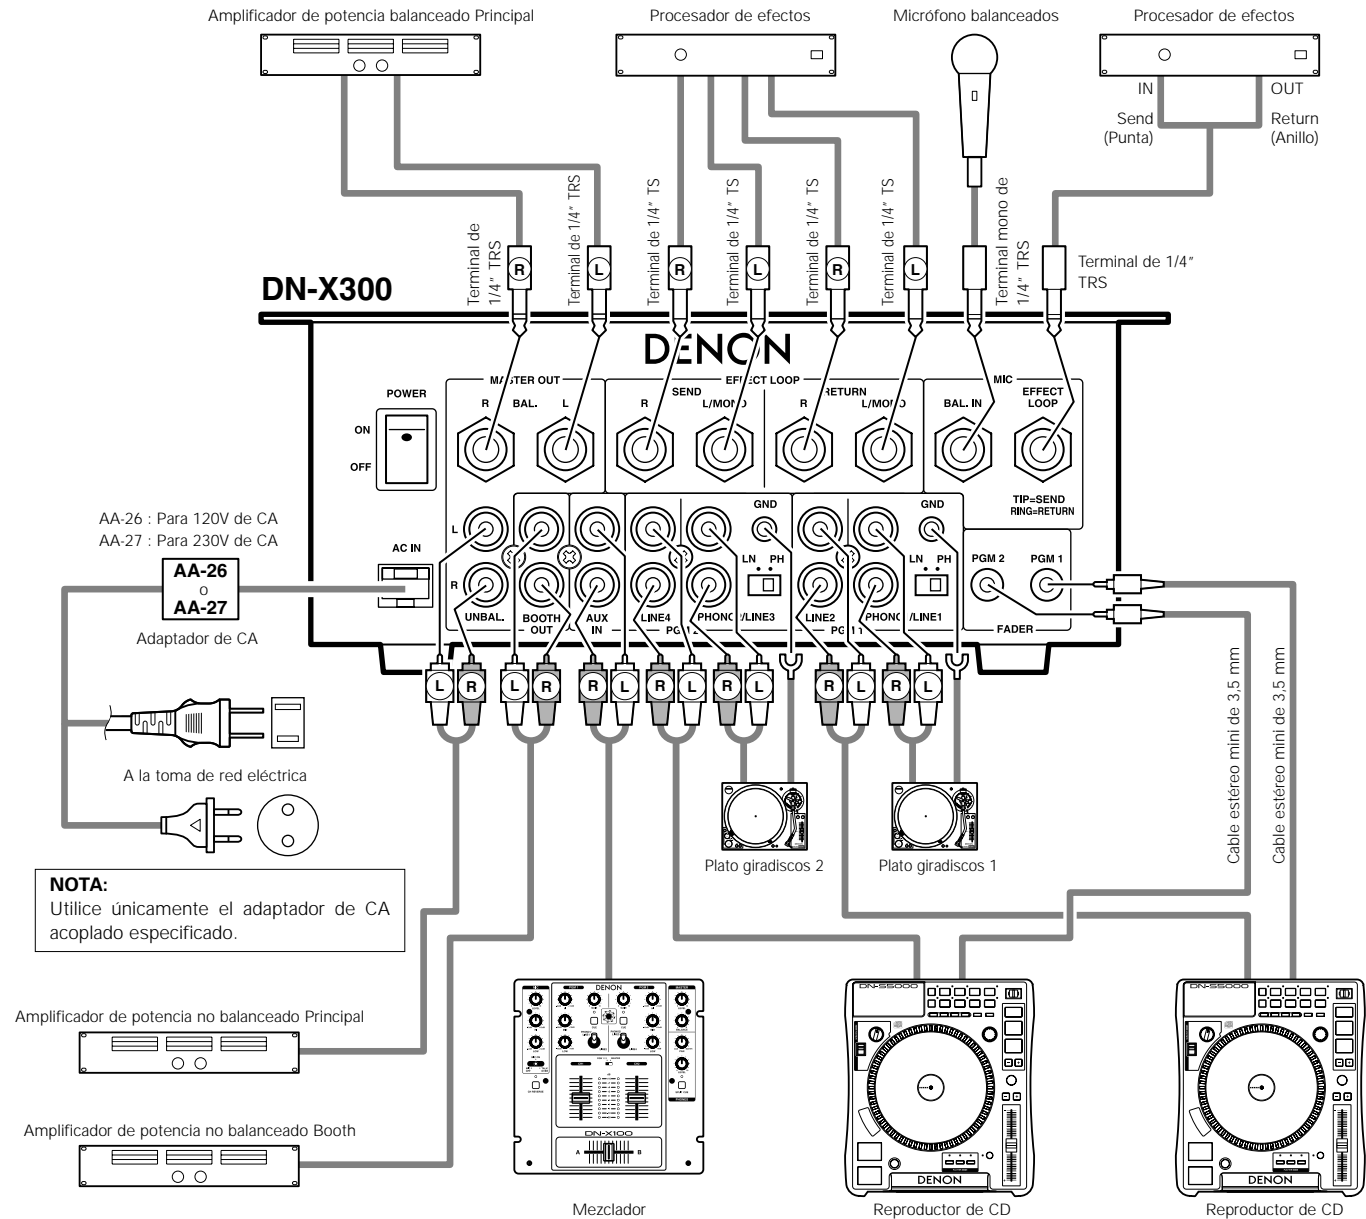 Amplificador de potencia balanceado Principal
Procesador de efectos
Micrófono balanceados
Procesador de efectos
IN
OUT
Send
(Punta)
Return
(Anillo)
Terminal de
1/4″ TRS
Terminal de 1/4″ TRS
Terminal de 1/4″ TS
Terminal de 1/4″ TS
Terminal de 1/4″ TS
Terminal de 1/4″ TS
Terminal mono de
1/4″ TRS
Terminal de 1/4″
TRS
R
L
R
L
R
L
DN-X300
DENON
MASTER OUT
EFFECT LOOP
MIC
POWER
ON
OFF
R BAL. L
SEND
R L/MONO
RETURN
R L/MONO
BAL. IN
EFFECT
LOOP
TIP=SEND
RING=RETURN
AA-26 : Para 120V de CA
AA-27 : Para 230V de CA
AA-26
O
AA-27
Adaptador de CA
AC IN
L
R
GND
GND
LN PH
LN PH
PGM 2 PGM 1
UNBAL.
BOOTH
OUT
AUX
IN
LINE4
PHONO2/LINE3
PGM 2
LINE2
PHONO1/LINE1
PGM 1
FADER
L R L R R L R L R L R L R L
A la toma de red eléctrica
Cable estéreo mini de 3,5 mm
Cable estéreo mini de 3,5 mm
Plato giradiscos 2
Plato giradiscos 1
NOTA:
Utilice únicamente el adaptador de CA
acoplado especificado.
Amplificador de potencia no balanceado Principal
Amplificador de potencia no balanceado Booth
DENON
DN-X100
A B
Mezclador
DN-S5000
DENON
Reproductor de CD
DN-S5000
DENON
Reproductor de CD